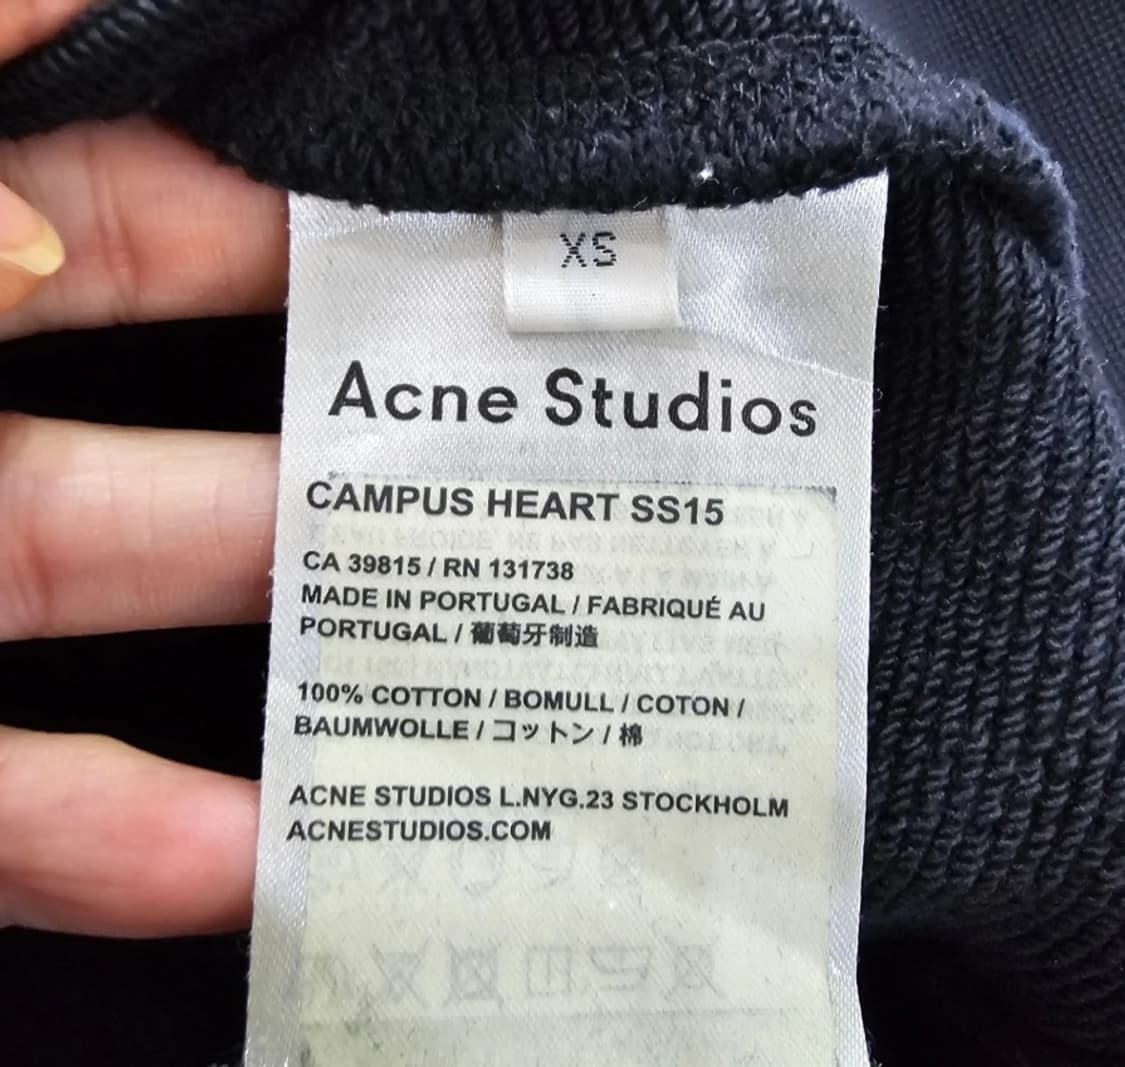 XS
Acne Studios
CAMPUS HEART SS15
CA 39815 / RN 131738
MADE IN PORTUGAL / FABRIQUÉ AU
PORTUGAL / 葡萄牙制造
100% COTTON / BOMULL / COTON /
BAUMWOLLE / コットン / 棉
ACNE STUDIOS L.NYG.23 STOCKHOLM
ACNESTUDIOS.COM